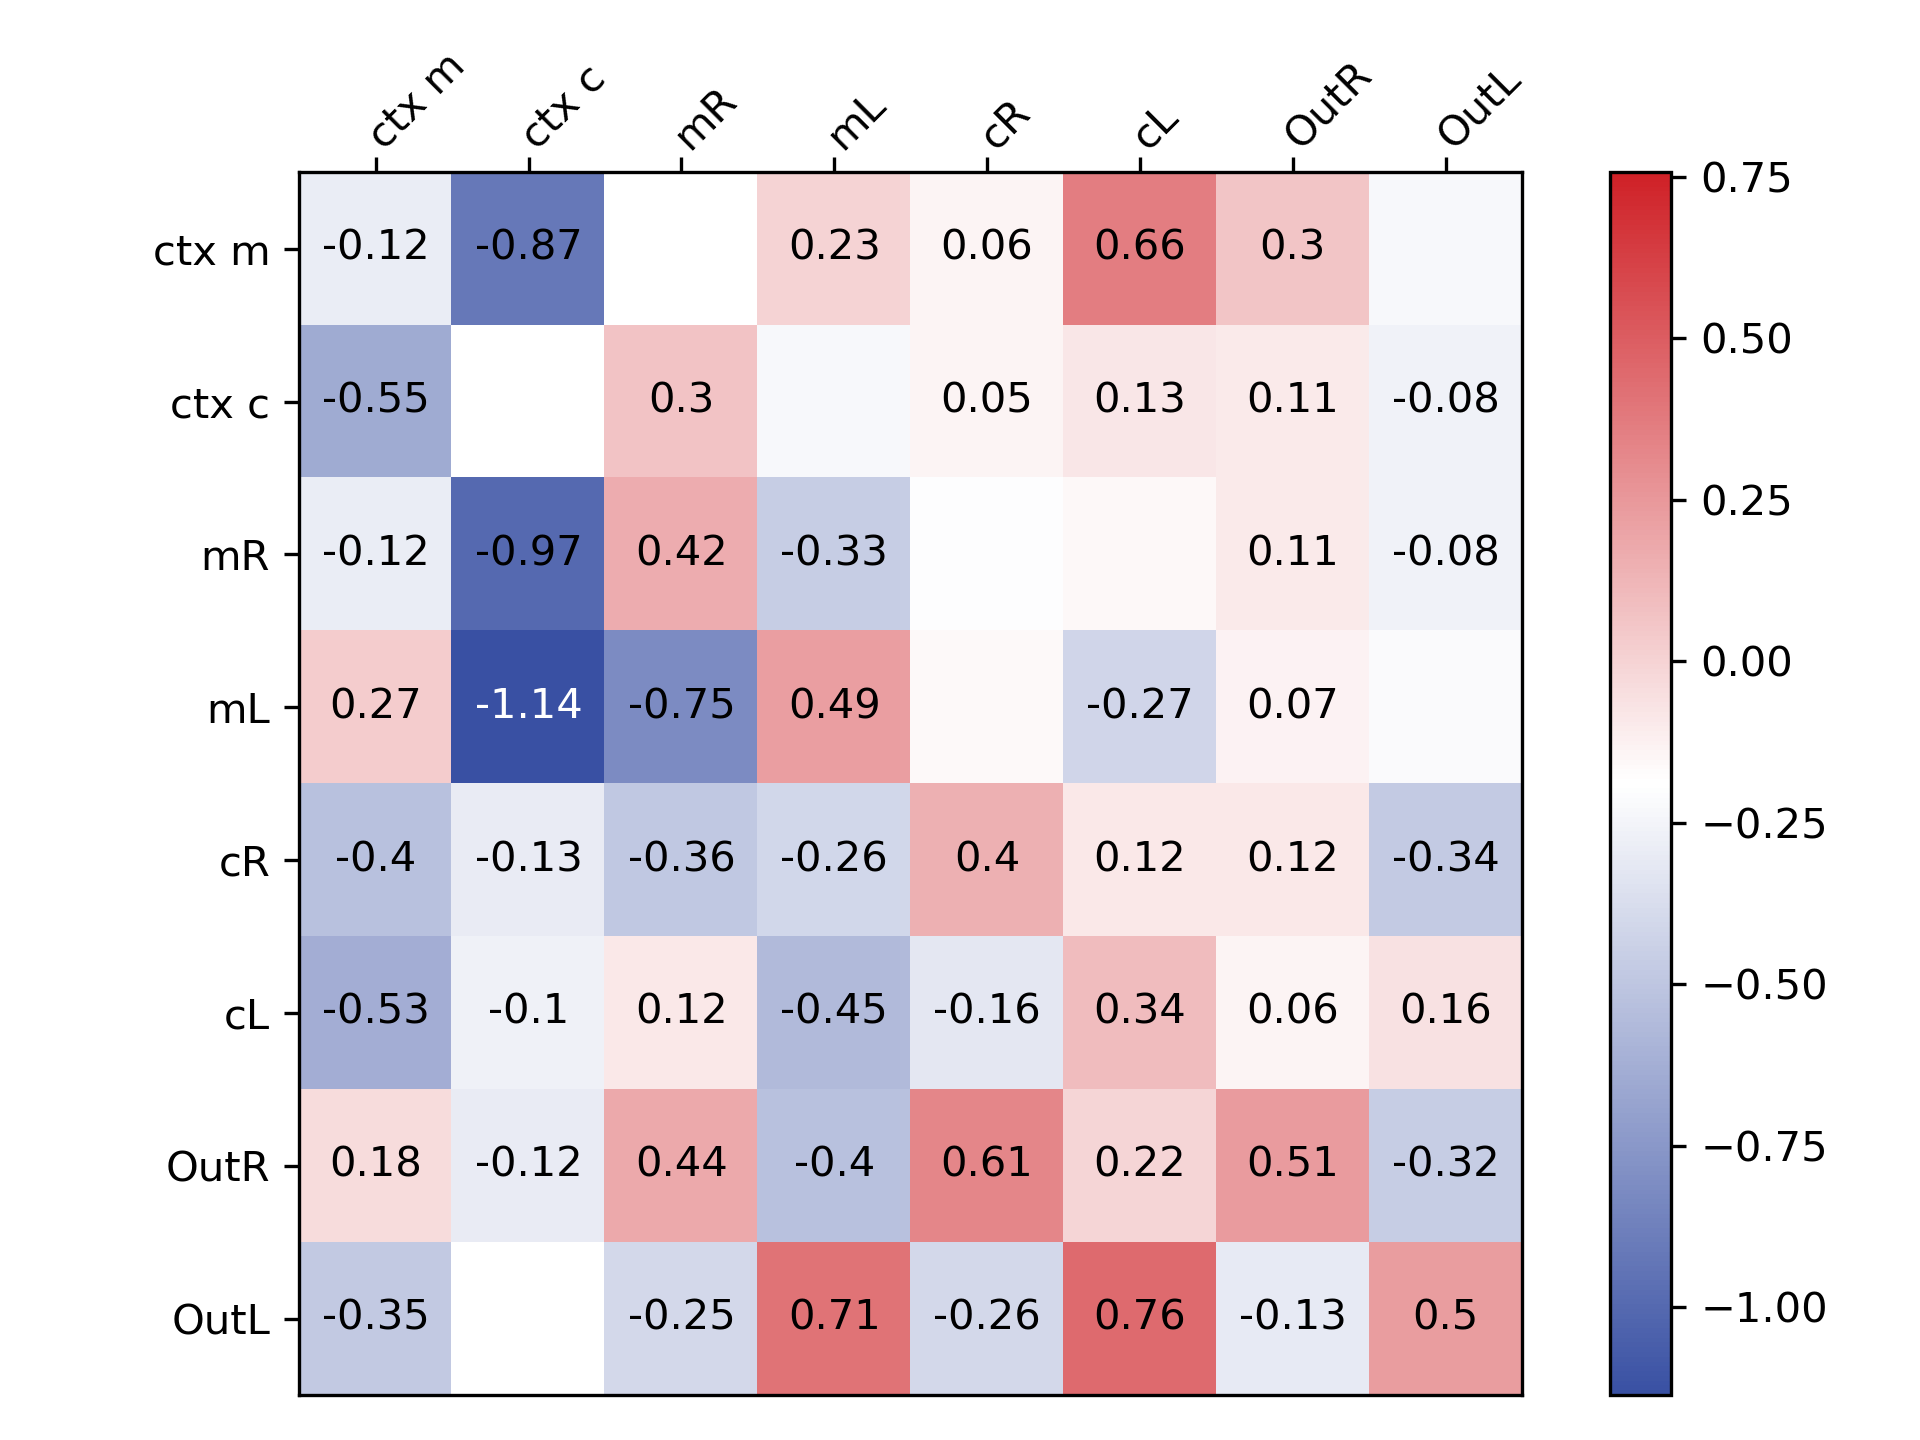 ctx m ctx c mR mL cR cL OutR OutL
ctx m -0.12 -0.87 0.23 0.06 0.66 0.3
ctx c -0.55 0.3 0.05 0.13 0.11 -0.08
mR -0.12 -0.97 0.42 -0.33 0.11 -0.08
mL 0.27 -1.14 -0.75 0.49 -0.27 0.07
cR -0.4 -0.13 -0.36 -0.26 0.4 0.12 0.12 -0.34
cL -0.53 -0.1 0.12 -0.45 -0.16 0.34 0.06 0.16
OutR 0.18 -0.12 0.44 -0.4 0.61 0.22 0.51 -0.32
OutL -0.35 -0.25 0.71 -0.26 0.76 -0.13 0.5
0.75
0.50
0.25
0.00
−0.25
−0.50
−0.75
−1.00